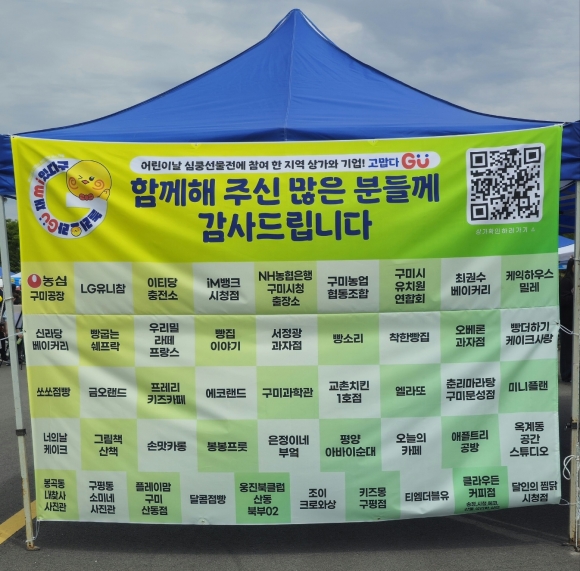 어린이날 심쿵선물전에 참여 한 지역 상가와 기업! 고맙다 GU
함께해 주신 많은 분들께
감사드립니다
농심
구미공장
LG유니참
이티당
충전소
iM뱅크
시청점
NH농협은행
구미시청
출장소
구미농업
협동조합
구미시
유치원
연합회
최권수
베이커리
케익하우스
밀레
신라당
베이커리
빵굽는
쉐프락
우리밀
라페
프랑스
빵집
이야기
서정광
과자점
빵소리
착한빵집
오베론
과자점
빵더하기
케이크사랑
쏘쏘점빵
금오랜드
프레리
키즈카페
에코랜드
구미과학관
교촌치킨
1호점
엘라또
춘리마라탕
구미문성점
미니플랜
너의날
케이크
그림책
산책
손맛카롱
봉봉프룻
은정이네
부엌
평양
아바이순대
오늘의
카페
애플트리
공방
옥계동
공간
스튜디오
봉곡동
내찾사
사진관
구평동
소미네
사진관
플레이팝
구미
산동점
달콤점빵
웅진북클럽
산동
북부02
조이
크로와상
키즈몽
구평점
티엠더블유
클라우든
커피점
달인의 찜닭
시청점